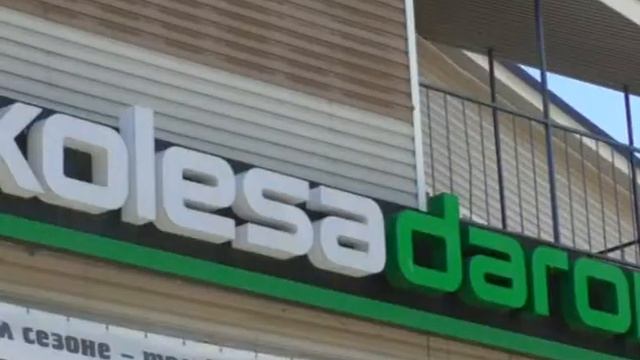 kolesadaro
сезоне –